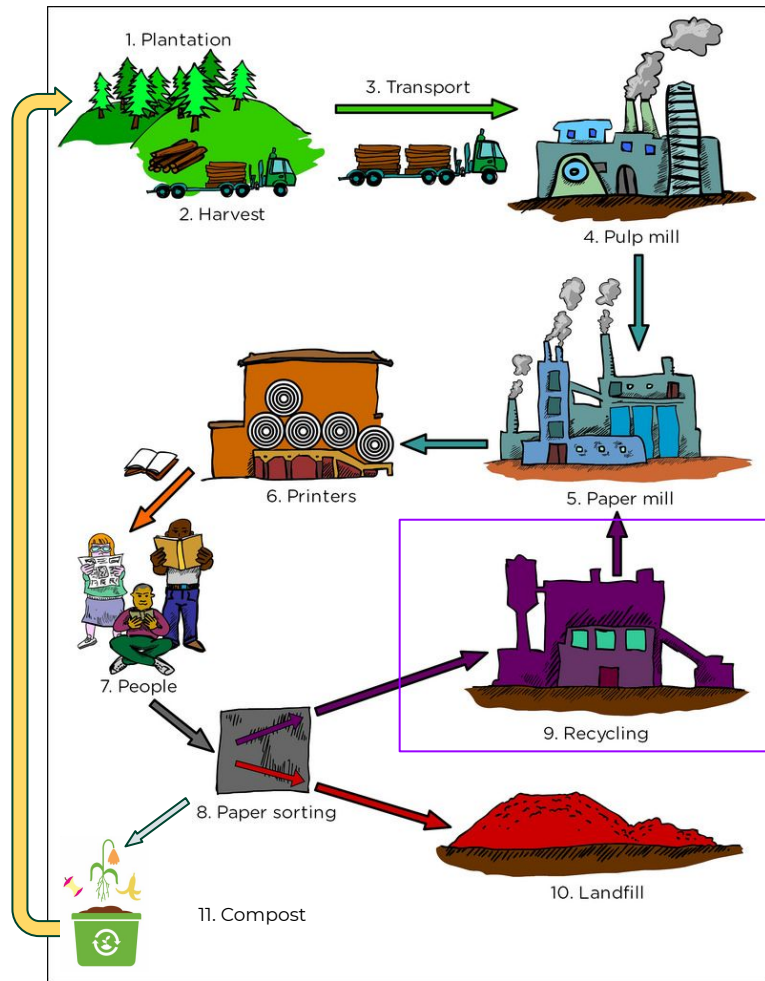 1. Plantation
2. Harvest
3. Transport
4. Pulp mill
5. Paper mill
6. Printers
7. People
8. Paper sorting
9. Recycling
10. Landfill
11. Compost